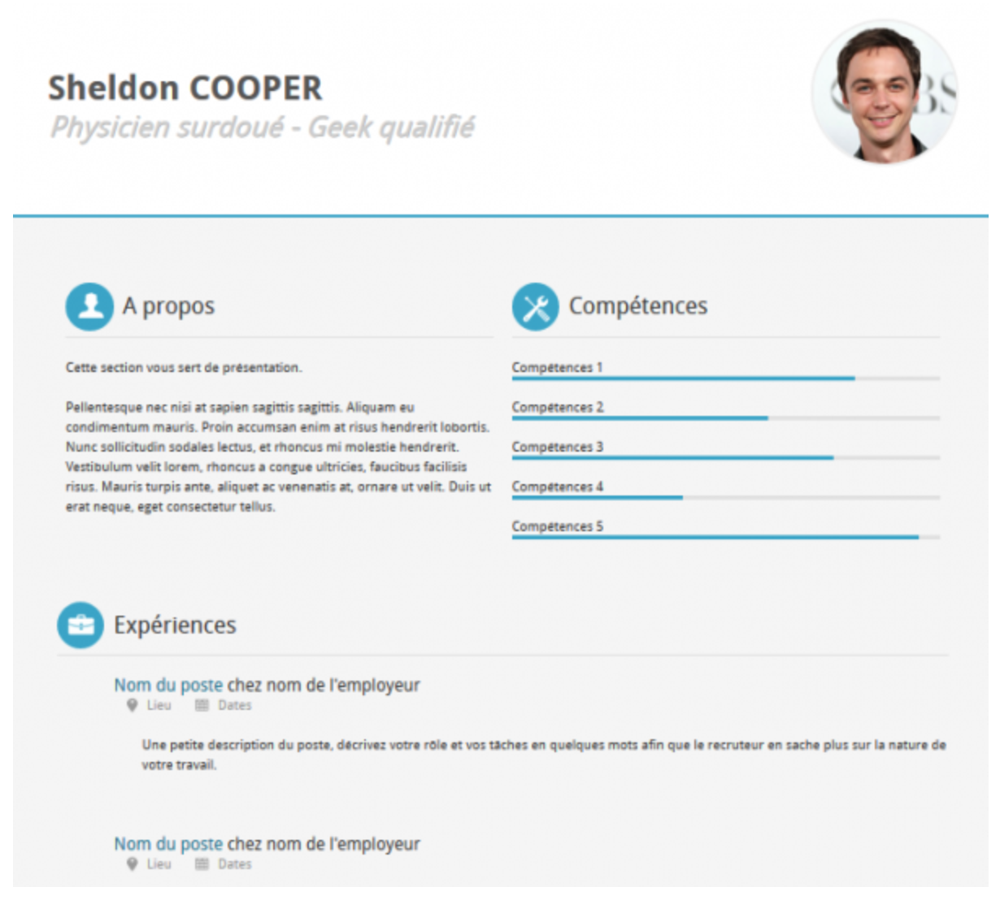 Sheldon COOPER
Physicien surdoué - Geek qualifié
BS
A propos
Cette section vous sert de présentation.
Pellentesque nec nisi at sapien sagittis sagittis. Aliquam eu
condimentum mauris. Proin accumsan enim at risus hendrerit lobortis.
Nunc sollicitudin sodales lectus, et rhoncus mi molestie hendrerit.
Vestibulum velit lorem, rhoncus a congue ultricies, faucibus facilisis
risus. Mauris turpis ante, aliquet ac venenatis at, ornare ut velit. Duis ut
erat neque, eget consectetur tellus.
Compétences
Compétences 1
Compétences 2
Compétences 3
Compétences 4
Compétences 5
Expériences
Nom du poste chez nom de l'employeur
Lieu Dates
Une petite description du poste, décrivez votre rôle et vos tâches en quelques mots afin que le recruteur en sache plus sur la nature de
votre travail.
Nom du poste chez nom de l'employeur
Lieu Dates